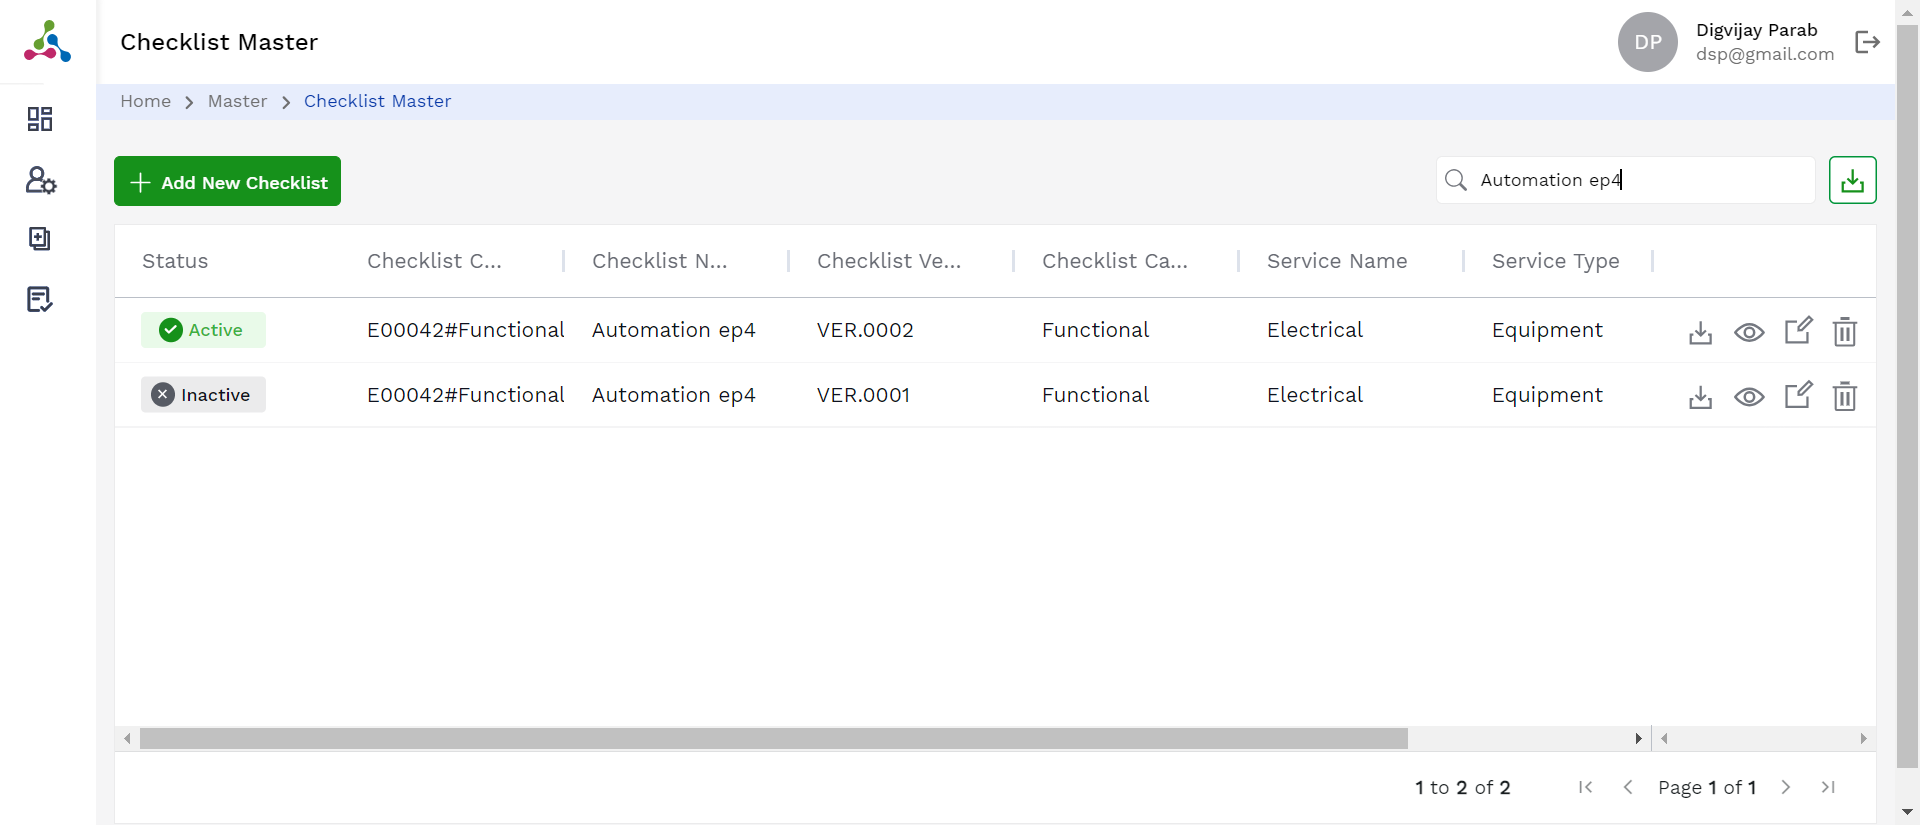 Checklist Master
DP
Digvijay Parab
dsp@gmail.com
Home > Master > Checklist Master
Add New Checklist
Automation ep4
Status Checklist C... Checklist N... Checklist Ve... Checklist Ca... Service Name Service Type
Active E00042#Functional Automation ep4 VER.0002 Functional Electrical Equipment
Inactive E00042#Functional Automation ep4 VER.0001 Functional Electrical Equipment
1 to 2 of 2 Page 1 of 1